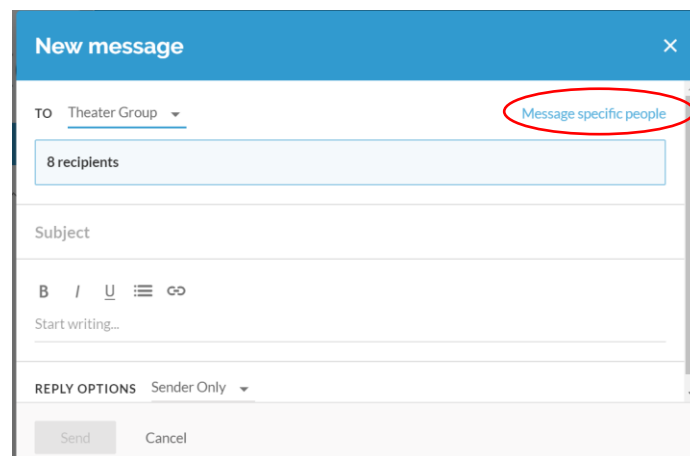 New message
TO Theater Group Message specific people
8 recipients
Subject
B I U
Start writing...
REPLY OPTIONS Sender Only
Send Cancel